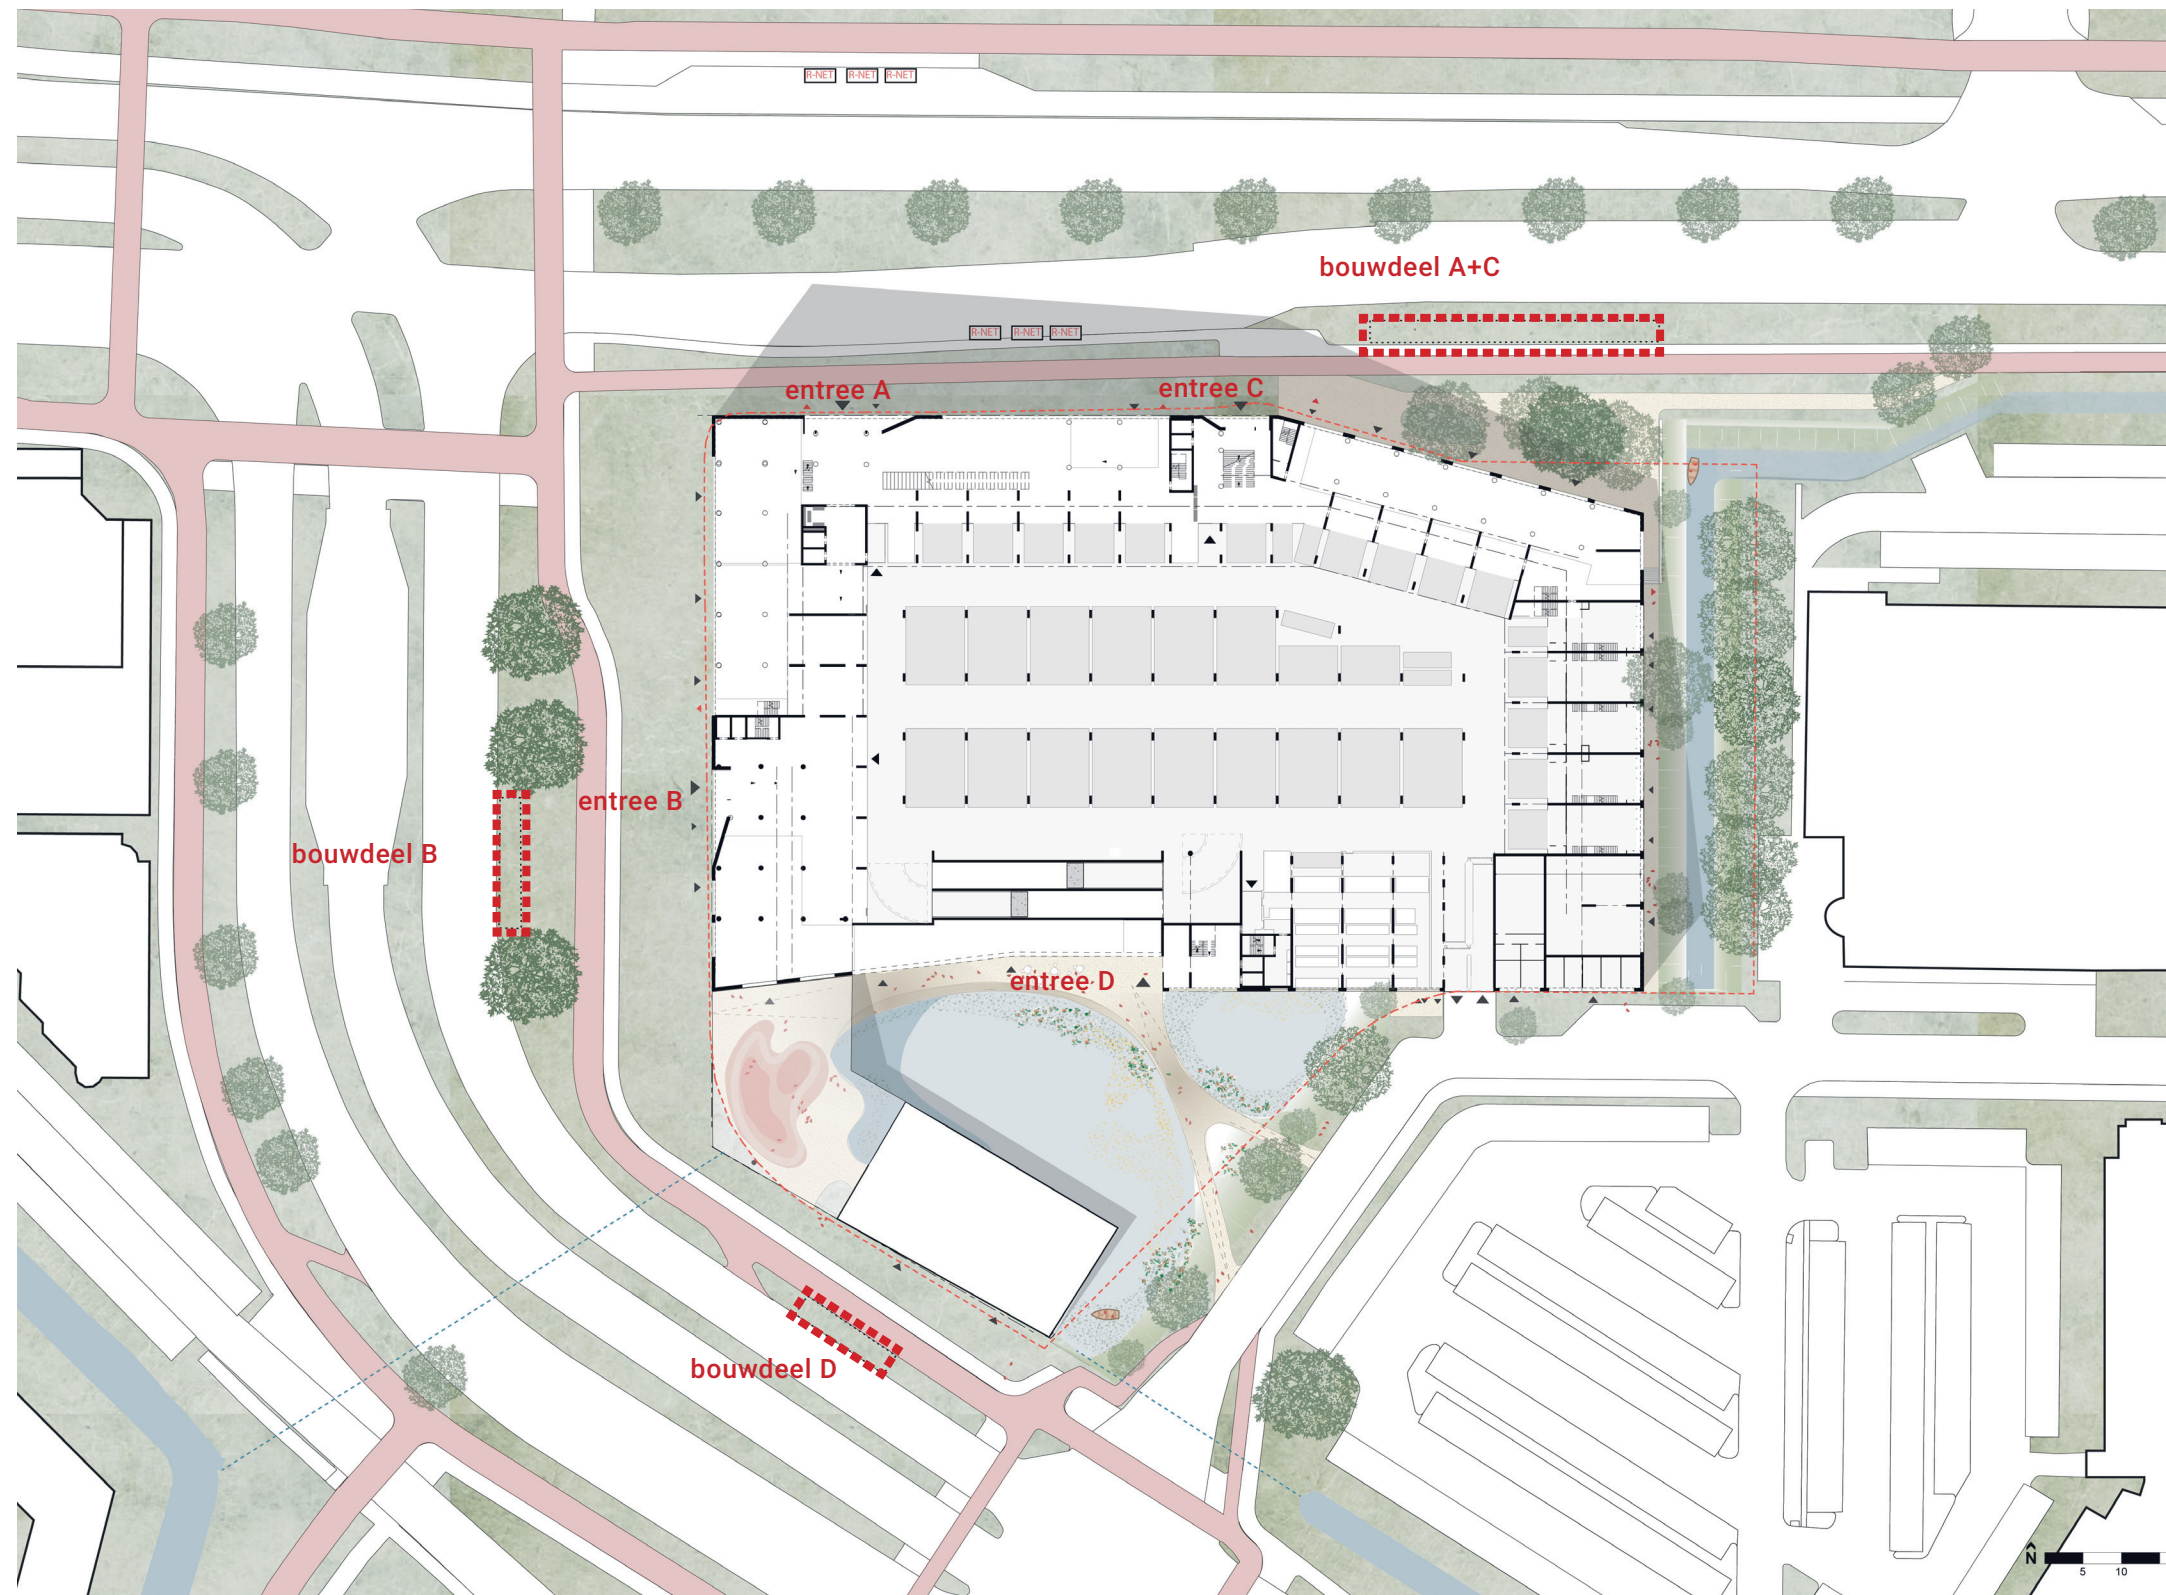 R-NET R-NET R-NET
bouwdeel A+C
R-NET R-NET R-NET
entree A
entree C
entree B
bouwdeel B
entree D
bouwdeel D
N
5 10